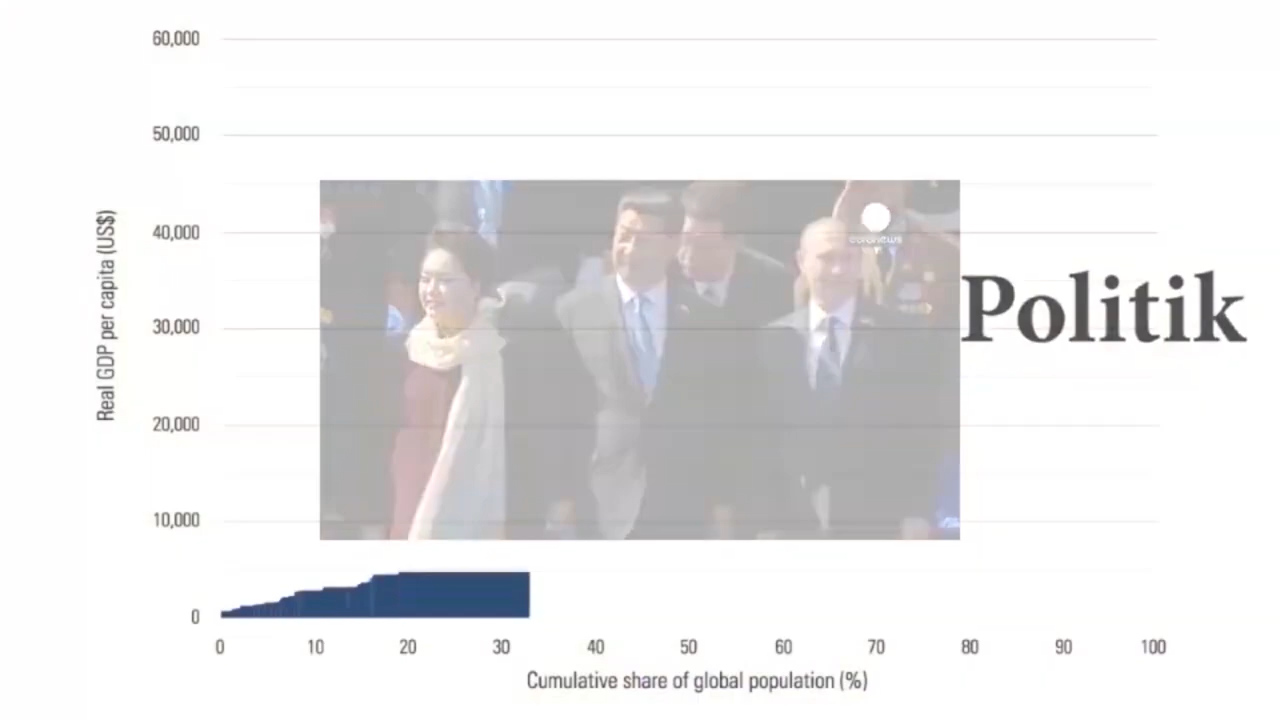 60,000
50,000
40,000
30,000
20,000
10,000
0
Real GDP per capita (US$)
euronews
Politik
0 10 20 30 40 50 60 70 80 90 100
Cumulative share of global population (%)